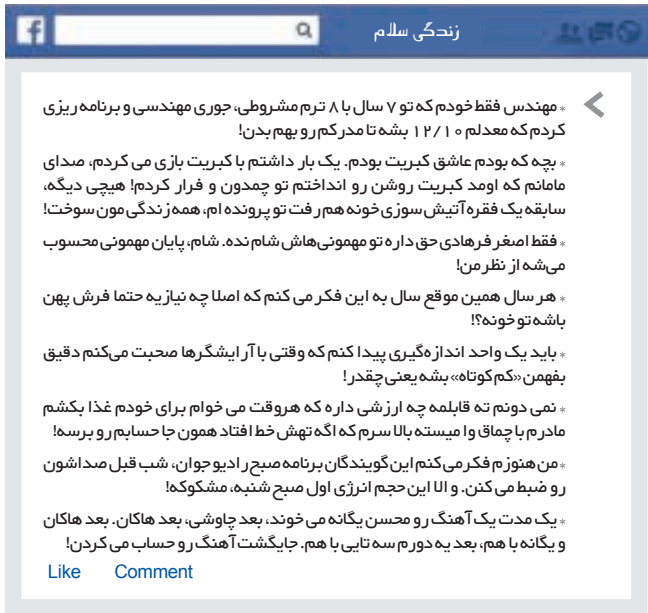 زندگی سلام
* مهندس فقط خودم که تو ۷ سال با ۸ ترم مشروطی، جوری مهندسی و برنامه ریزی
کردم که معدلم ۱۲/۱۰ بشه تا مدرکم رو بهم بدن!
* بچه که بودم عاشق کبریت بودم. یک بار داشتم با کبریت بازی می کردم، صدای
مامانم که اومد کبریت روشن رو انداختم تو چمدون و فرار کردم! هیچی دیگه،
سابقه یک فقره آتیش سوزی خونه هم رفت تو پرونده ام، همه زندگی مون سوخت!
* فقط اصغر فرهادی حق داره تو مهمونی‌هاش شام نده. شام، پایان مهمونی محسوب
می‌شه از نظر من!
* هر سال همین موقع سال به این فکر می کنم که اصلا چه نیازیه حتما فرش پهن
باشه تو خونه؟!
* باید یک واحد اندازه‌گیری پیدا کنم که وقتی با آرایشگرها صحبت می‌کنم دقیق
بفهمن «کم کوتاه» بشه یعنی چقدر!
* نمی دونم ته قابلمه چه ارزشی داره که هروقت می خوام برای خودم غذا بکشم
مادرم با چماق وا میسته بالا سرم که اگه تهش خط افتاد همون جا حسابم رو برسه!
* من هنوزم فکر می کنم این گویندگان برنامه صبح رادیو جوان، شب قبل صداشون
رو ضبط می کنن. و الا این حجم انرژی اول صبح شنبه، مشکوکه!
* یک مدت یک آهنگ رو محسن یگانه می خوند، بعد چاوشی، بعد هاکان. بعد هاکان
و یگانه با هم، بعد یه دورم سه تایی با هم. جایگشت آهنگ رو حساب می کردن!
Like Comment